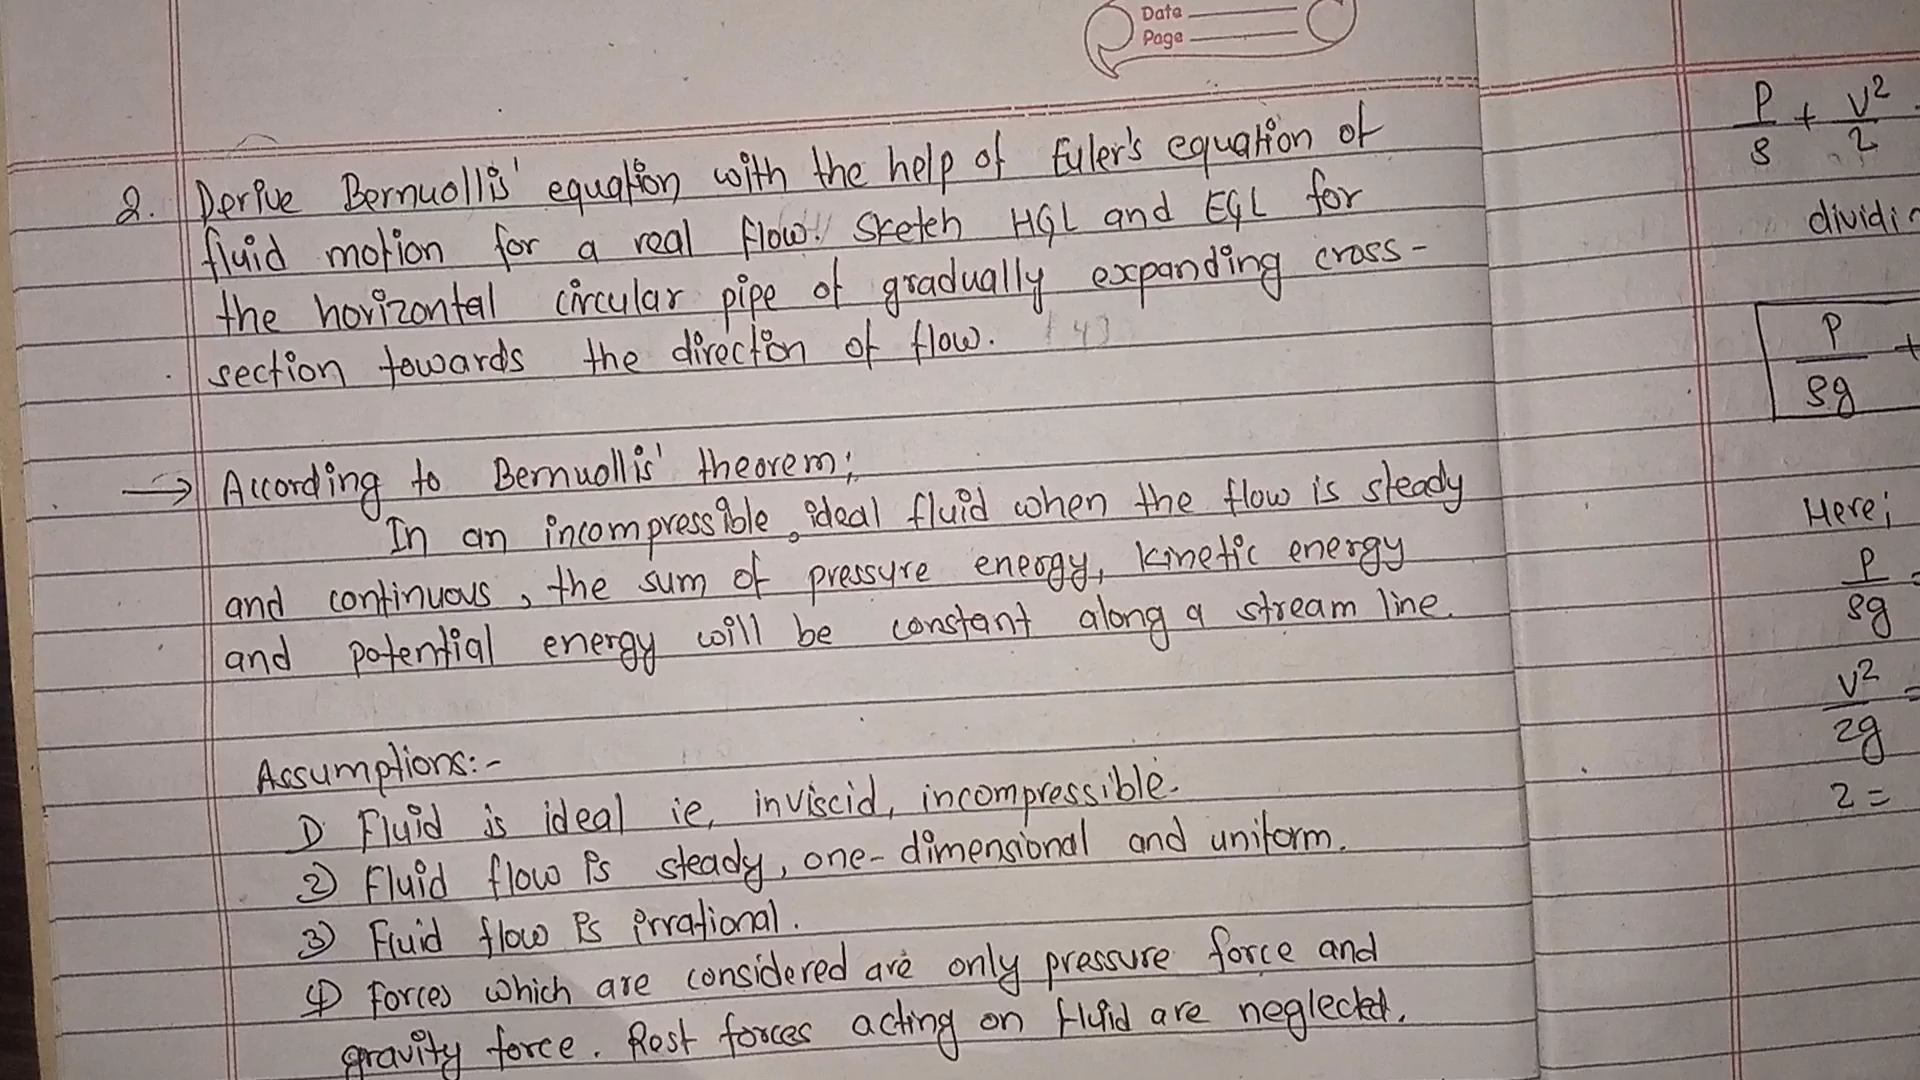 Data
Page
2. Derive Bernuollis' equation with the help of Euler's equation of
fluid motion for a real flow. Sketch HGL and EGL for
the horizontal circular pipe of gradually expanding cross-
section towards the direction of flow.
→ According to Bernuollis' theorem;
In an incompressible, ideal fluid when the flow is steady
and continuous, the sum of pressure energy, kinetic energy
and potential energy will be constant along a stream line.
Assumptions:-
1) Fluid is ideal ie, inviscid, incompressible.
2) Fluid flow is steady, one-dimensional and uniform.
3) Fluid flow is irrational.
4) Forces which are considered are only pressure force and
gravity force. Rest forces acting on fluid are neglected.
P/ρ + v²/2
dividin
P/ρg +
Here;
P/ρg =
v²/2g =
z =